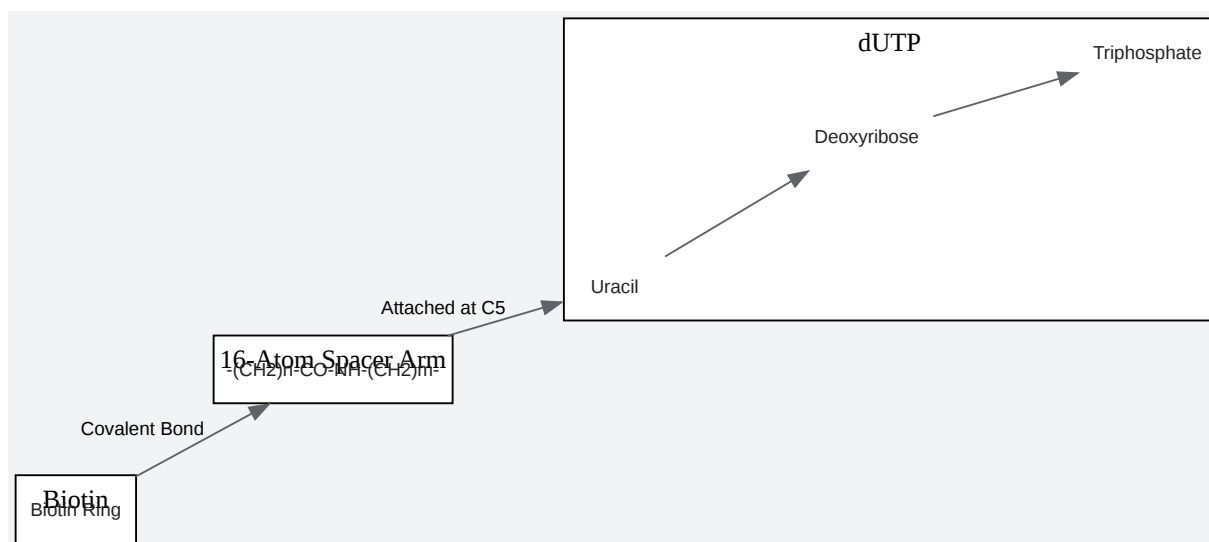 dUTP
Triphosphate
Deoxyribose
Uracil
Attached at C5
16-Atom Spacer Arm
-(CH2)n-CO-NH-(CH2)m-
Covalent Bond
Biotin
Biotin Ring